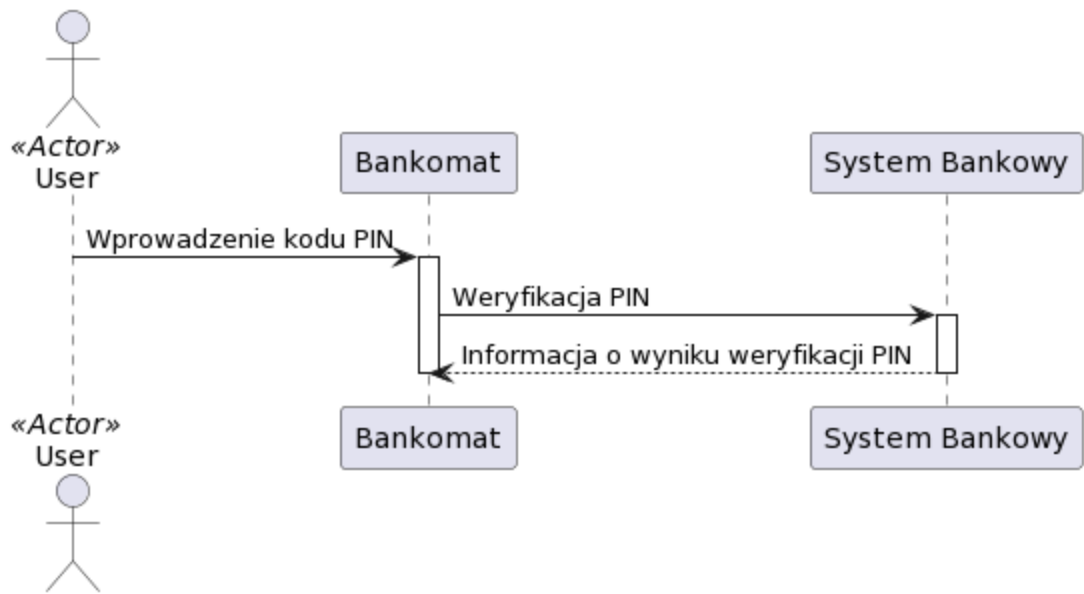 «Actor»
User
Bankomat
System Bankowy
Wprowadzenie kodu PIN
Weryfikacja PIN
Informacja o wyniku weryfikacji PIN
«Actor»
User
Bankomat
System Bankowy